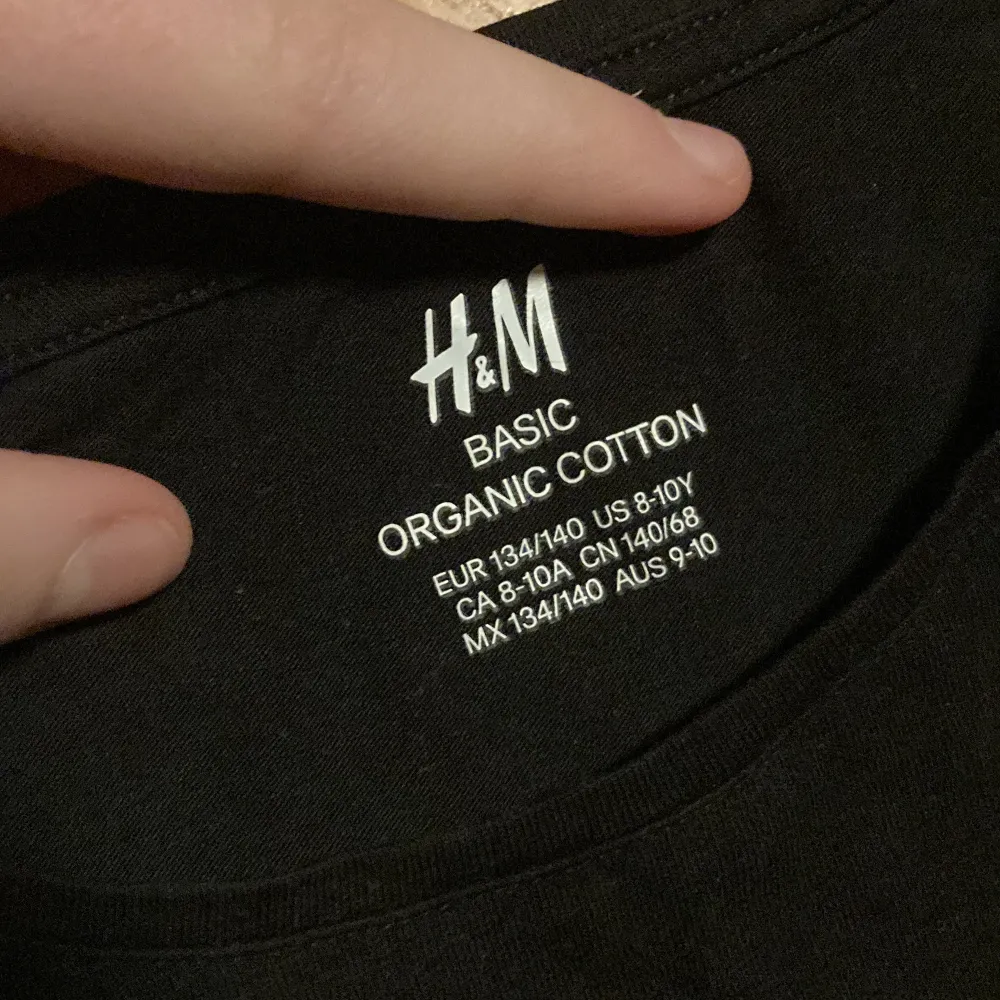 H&M
BASIC
ORGANIC COTTON
EUR 134/140 US 8-10Y
CA 8-10A CN 140/68
MX 134/140 AUS 9-10